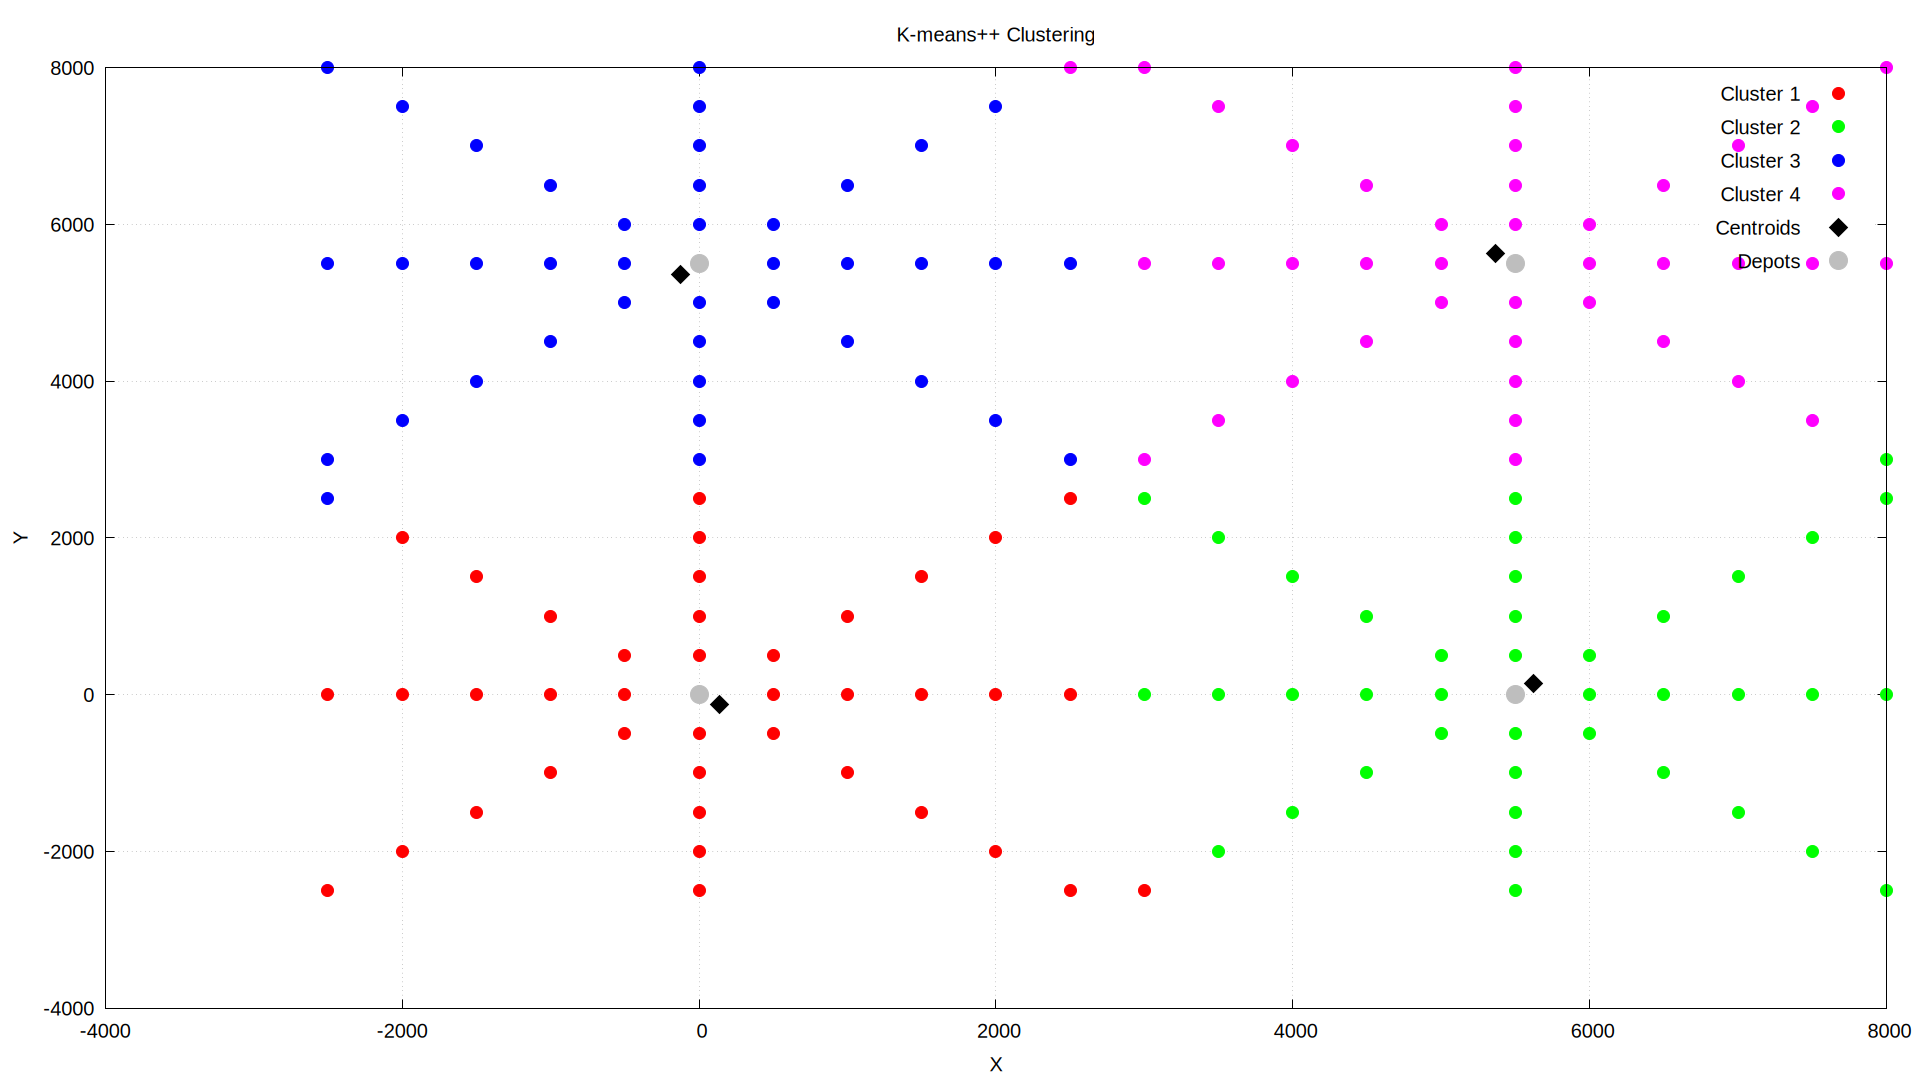 K-means++ Clustering
8000
6000
4000
2000
0
-2000
-4000
Y
Cluster 1
Cluster 2
Cluster 3
Cluster 4
Centroids
Depots
-4000 -2000 0 2000 4000 6000 8000
X